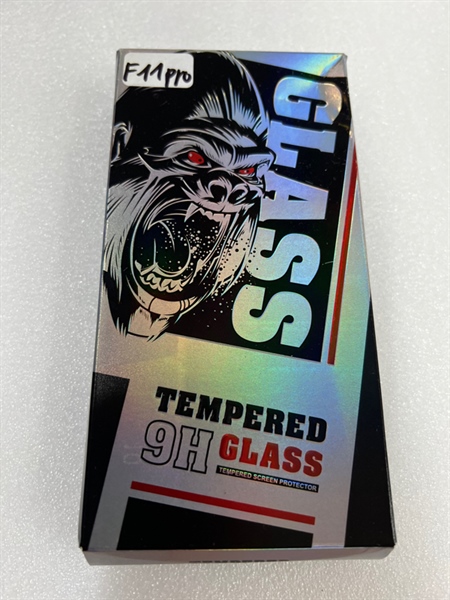 F11pro
GLASS
TEMPERED
9H GLASS
TEMPERED SCREEN PROTECTOR